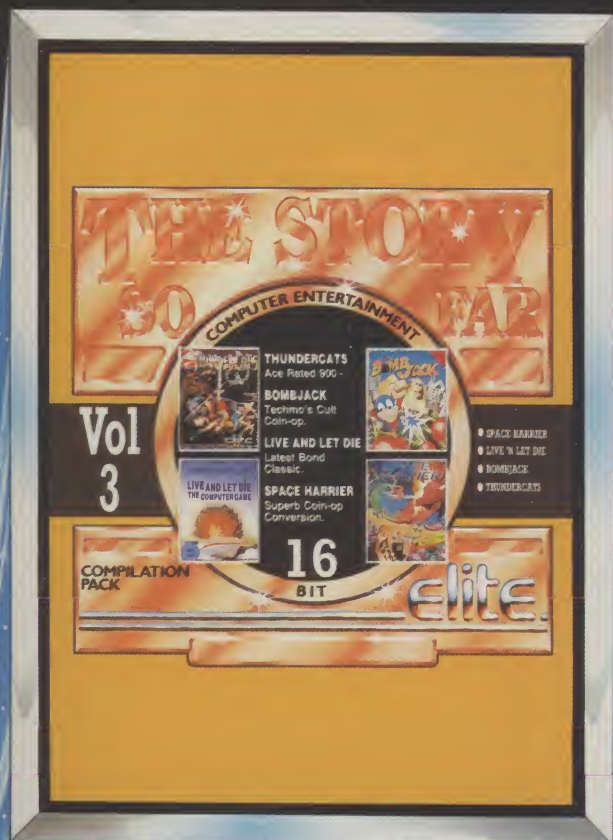 THE STORY
SO FAR
COMPUTER ENTERTAINMENT
THUNDERCATS
Ace Rated 900 -
BOMBJACK
Techmo's Cult
Coin-op.
LIVE AND LET DIE
Latest Bond
Classic.
SPACE HARRIER
Superb Coin-op
Conversion.
16
BIT
BOMB JACK
LIVE AND LET DIE
THE COMPUTER GAME
Vol
3
SPACE HARRIER
LIVE 'N LET DIE
BOMBJACK
THUNDERCATS
COMPILATION
PACK
elite